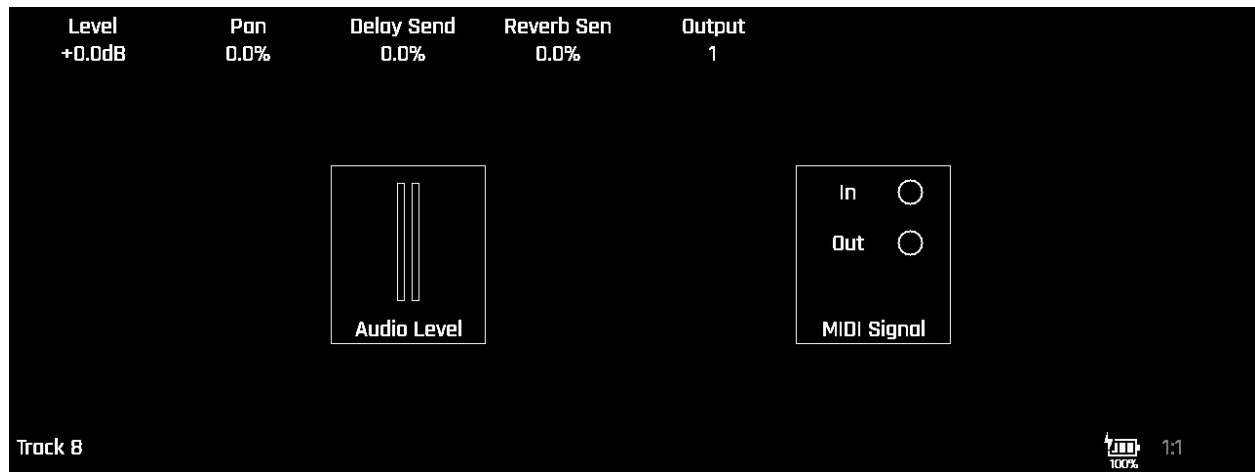 Level Pan Delay Send Reverb Sen Output
+0.0dB 0.0% 0.0% 0.0% 1
In
Out
Audio Level MIDI Signal
Track 8 1:1
100%